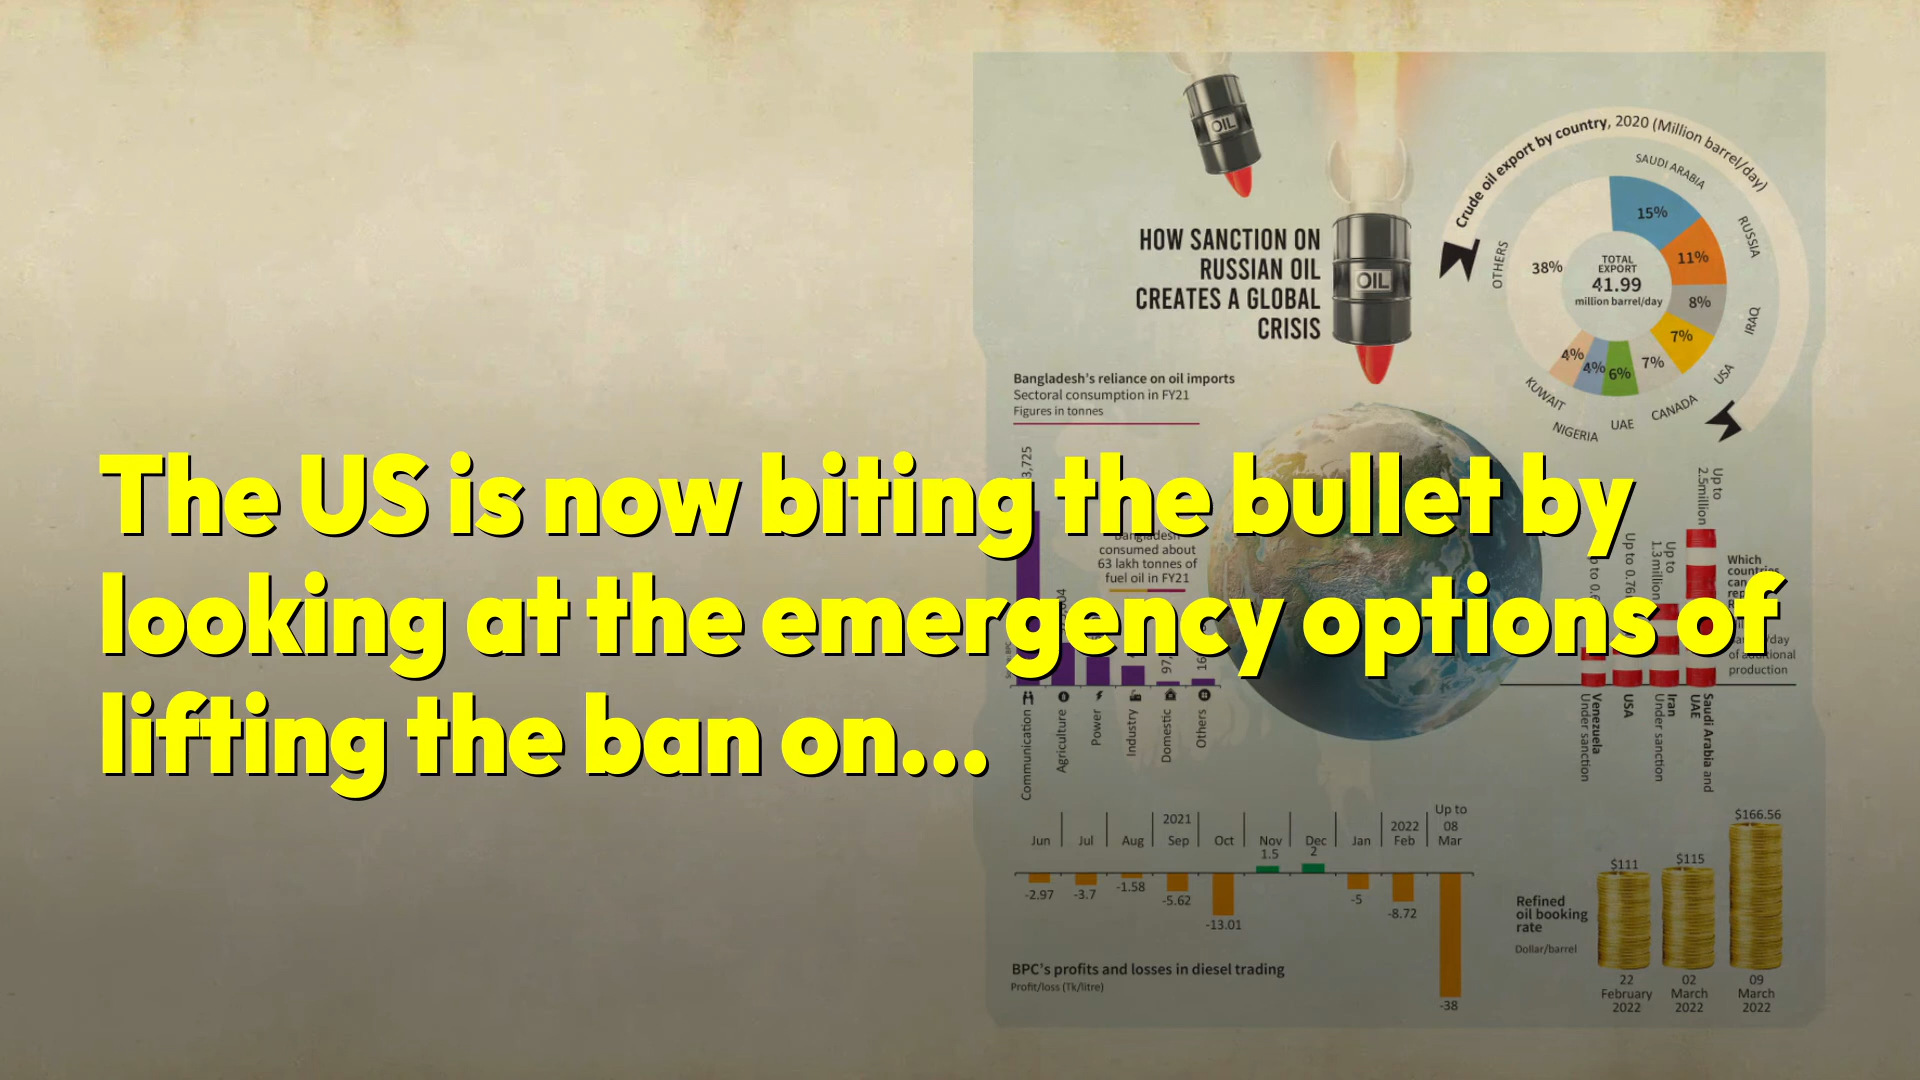 The US is now biting the bullet by
looking at the emergency options of
lifting the ban on...
OIL
OIL
HOW SANCTION ON
RUSSIAN OIL
CREATES A GLOBAL
CRISIS
Crude oil export by country, 2020 (Million barrel/day)
SAUDI ARABIA
15%
RUSSIA
11%
IRAQ
8%
USA
7%
CANADA
7%
UAE
6%
NIGERIA
4%
KUWAIT
4%
OTHERS
38%
TOTAL
EXPORT
41.99
million barrel/day
Bangladesh's reliance on oil imports
Sectoral consumption in FY21
Figures in tonnes
Bangladesh
consumed about
63 lakh tonnes of
fuel oil in FY21
Communication
Agriculture
Power
Industry
Domestic
Others
Up to
2.5million
Up to
1.3million
Up to
Which
countries
can
of additional
production
Venezuela
Under sanction
USA
Iran
Under sanction
Saudi Arabia and
UAE
2021
2022
Up to
08
Jun
Jul
Aug
Sep
Oct
Nov
Dec
Jan
Feb
Mar
-2.97
-3.7
-1.58
-5.62
-13.01
1.5
2
-5
-8.72
-38
BPC's profits and losses in diesel trading
Profit/loss (Tk/litre)
Refined
oil booking
rate
Dollar/barrel
$111
22
February
2022
$115
02
March
2022
$166.56
09
March
2022